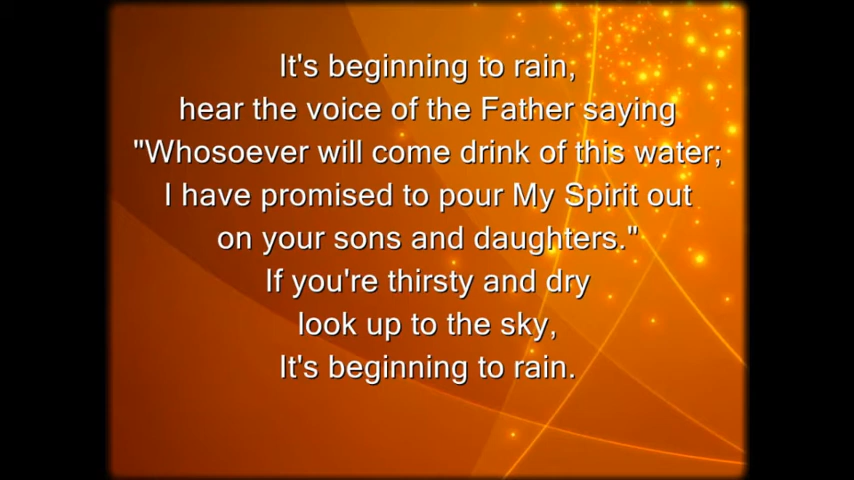 It's beginning to rain,
hear the voice of the Father saying
"Whosoever will come drink of this water;
I have promised to pour My Spirit out
on your sons and daughters."
If you're thirsty and dry
look up to the sky,
It's beginning to rain.